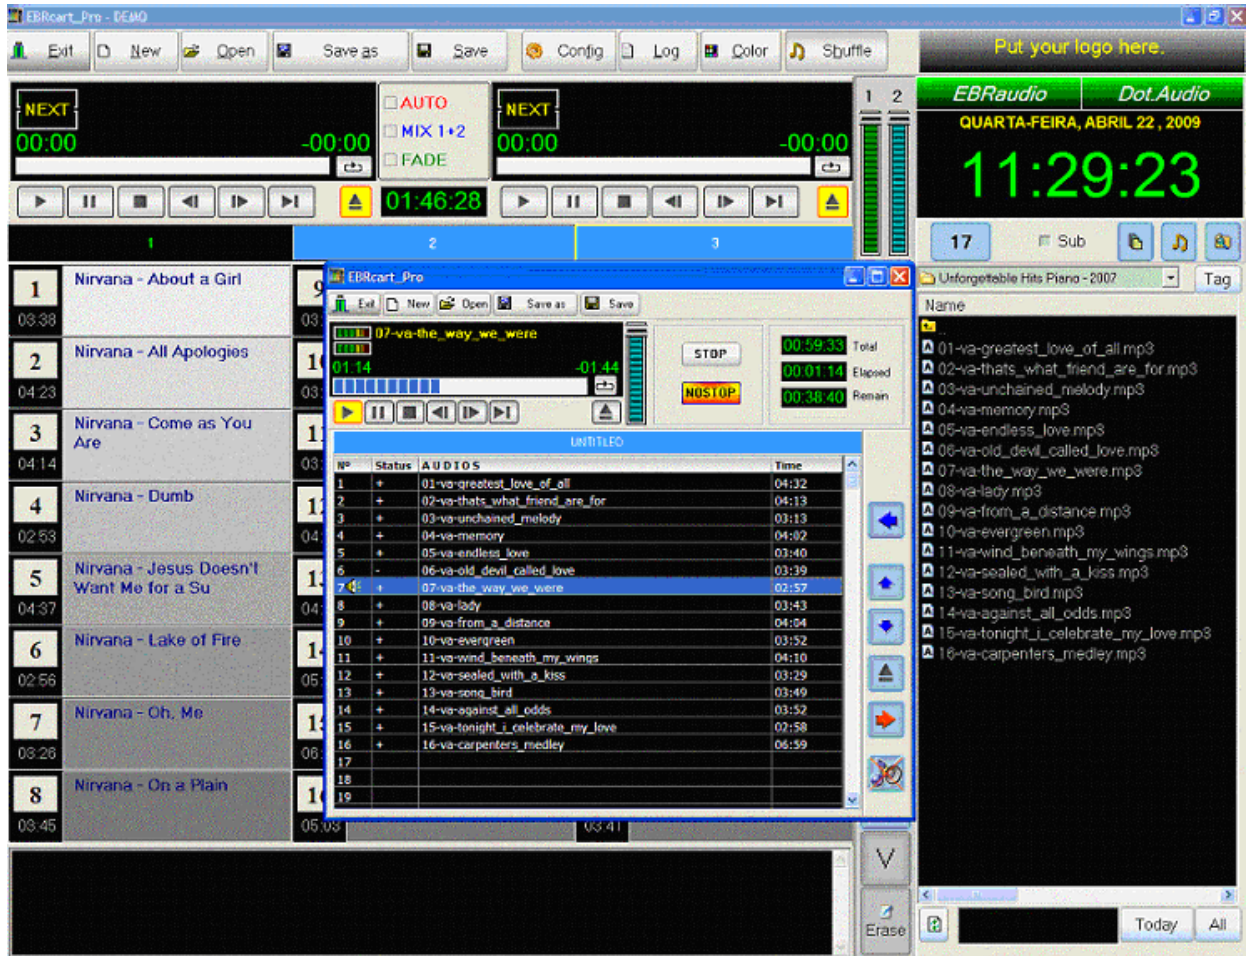 EBRcart_Pro - DEMO
Exit New Open Save as Save Config Log Color Shuffle
Put your logo here.
NEXT
00:00 -00:00
AUTO
MIX 1+2
FADE
01:46:28
NEXT
00:00 -00:00
1 2
EBRaudio Dot.Audio
QUARTA-FEIRA, ABRIL 22 , 2009
11:29:23
17 Sub
1 2 3
1 Nirvana - About a Girl
03:38
2 Nirvana - All Apologies
04:23
3 Nirvana - Come as You
Are
04:14
4 Nirvana - Dumb
02:53
5 Nirvana - Jesus Doesn't
Want Me for a Su
04:37
6 Nirvana - Lake of Fire
02:56
7 Nirvana - Oh, Me
03:26
8 Nirvana - On a Plain
03:45
05:03
03:41
EBRcart_Pro
Exit New Open Save as Save
07-va-the_way_we_were
01:14 -01:44
STOP
NOSTOP
00:59:33 Total
00:01:14 Elapsed
00:38:40 Remain
UNTITLED
Nº Status AUDIOS Time
1 + 01-va-greatest_love_of_all 04:32
2 + 02-va-thats_what_friend_are_for 04:13
3 + 03-va-unchained_melody 03:13
4 + 04-va-memory 04:02
5 + 05-va-endless_love 03:40
6 - 06-va-old_devil_called_love 03:39
7 + 07-va-the_way_we_were 02:57
8 + 08-va-lady 03:43
9 + 09-va-from_a_distance 04:04
10 + 10-va-evergreen 03:52
11 + 11-va-wind_beneath_my_wings 04:10
12 + 12-va-sealed_with_a_kiss 03:29
13 + 13-va-song_bird 03:49
14 + 14-va-against_all_odds 03:52
15 + 15-va-tonight_i_celebrate_my_love 02:58
16 + 16-va-carpenters_medley 06:59
17
18
19
Unforgettable Hits Piano - 2007 Tag
Name
..
01-va-greatest_love_of_all.mp3
02-va-thats_what_friend_are_for.mp3
03-va-unchained_melody.mp3
04-va-memory.mp3
05-va-endless_love.mp3
06-va-old_devil_called_love.mp3
07-va-the_way_we_were.mp3
08-va-lady.mp3
09-va-from_a_distance.mp3
10-va-evergreen.mp3
11-va-wind_beneath_my_wings.mp3
12-va-sealed_with_a_kiss.mp3
13-va-song_bird.mp3
14-va-against_all_odds.mp3
15-va-tonight_i_celebrate_my_love.mp3
16-va-carpenters_medley.mp3
V
Erase
Today All